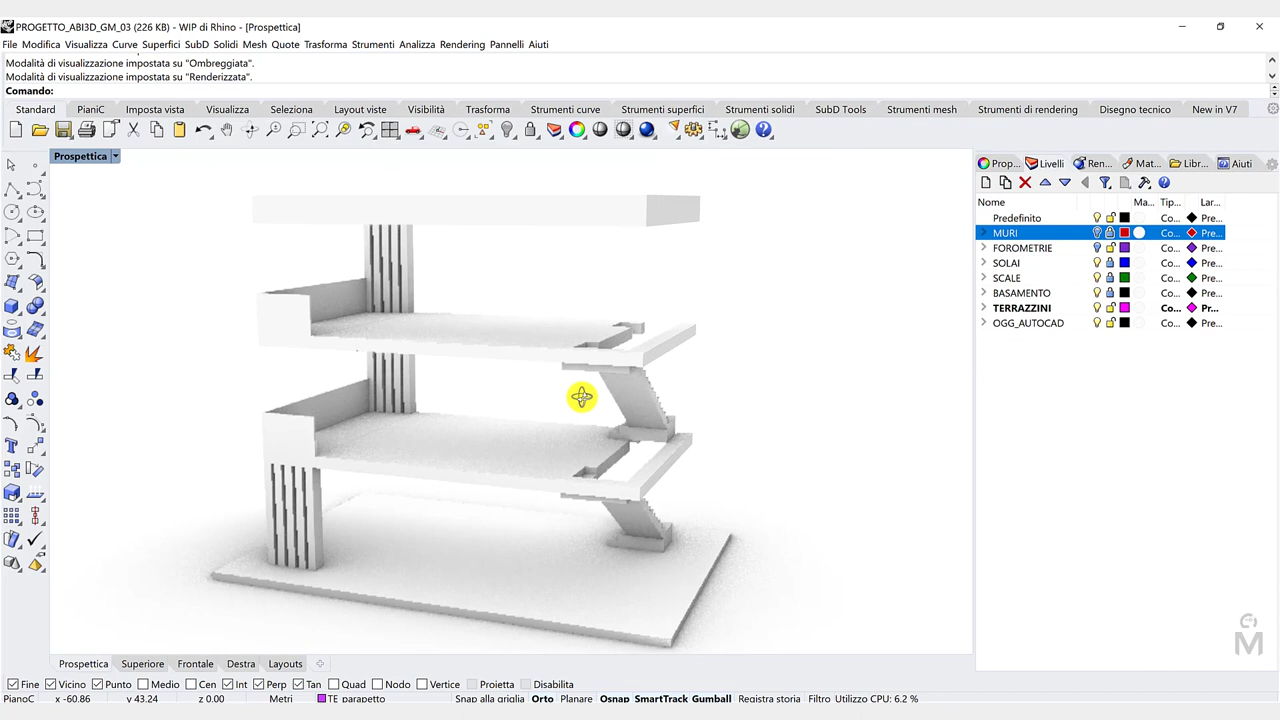 PROGETTO_ABI3D_GM_03 (226 KB) - WIP di Rhino - [Prospettica]
File Modifica Visualizza Curve Superfici SubD Solidi Mesh Quote Trasforma Strumenti Analizza Rendering Pannelli Aiuti
Modalità di visualizzazione impostata su "Ombreggiata".
Modalità di visualizzazione impostata su "Renderizzata".
Comando:
Standard PianiC Imposta vista Visualizza Seleziona Layout viste Visibilità Trasforma Strumenti curve Strumenti superfici Strumenti solidi SubD Tools Strumenti mesh Strumenti di rendering Disegno tecnico New in V7
Prospettica
Prop... Livelli Ren... Mat... Libr... Aiuti
Nome Ma... Tip... Lar...
Predefinito Co... Pre...
MURI Co... Pre...
FOROMETRIE Co... Pre...
SOLAI Co... Pre...
SCALE Co... Pre...
BASAMENTO Co... Pre...
TERRAZZINI Co... Pr...
OGG_AUTOCAD Co... Pre...
M
Prospettica Superiore Frontale Destra Layouts
Fine Vicino Punto Medio Cen Int Perp Tan Quad Nodo Vertice Proietta Disabilita
PianoC x -60.86 y 43.24 z 0.00 Metri TE_parapetto Snap alla griglia Orto Planare Osnap SmartTrack Gumball Registra storia Filtro Utilizzo CPU: 6.2 %